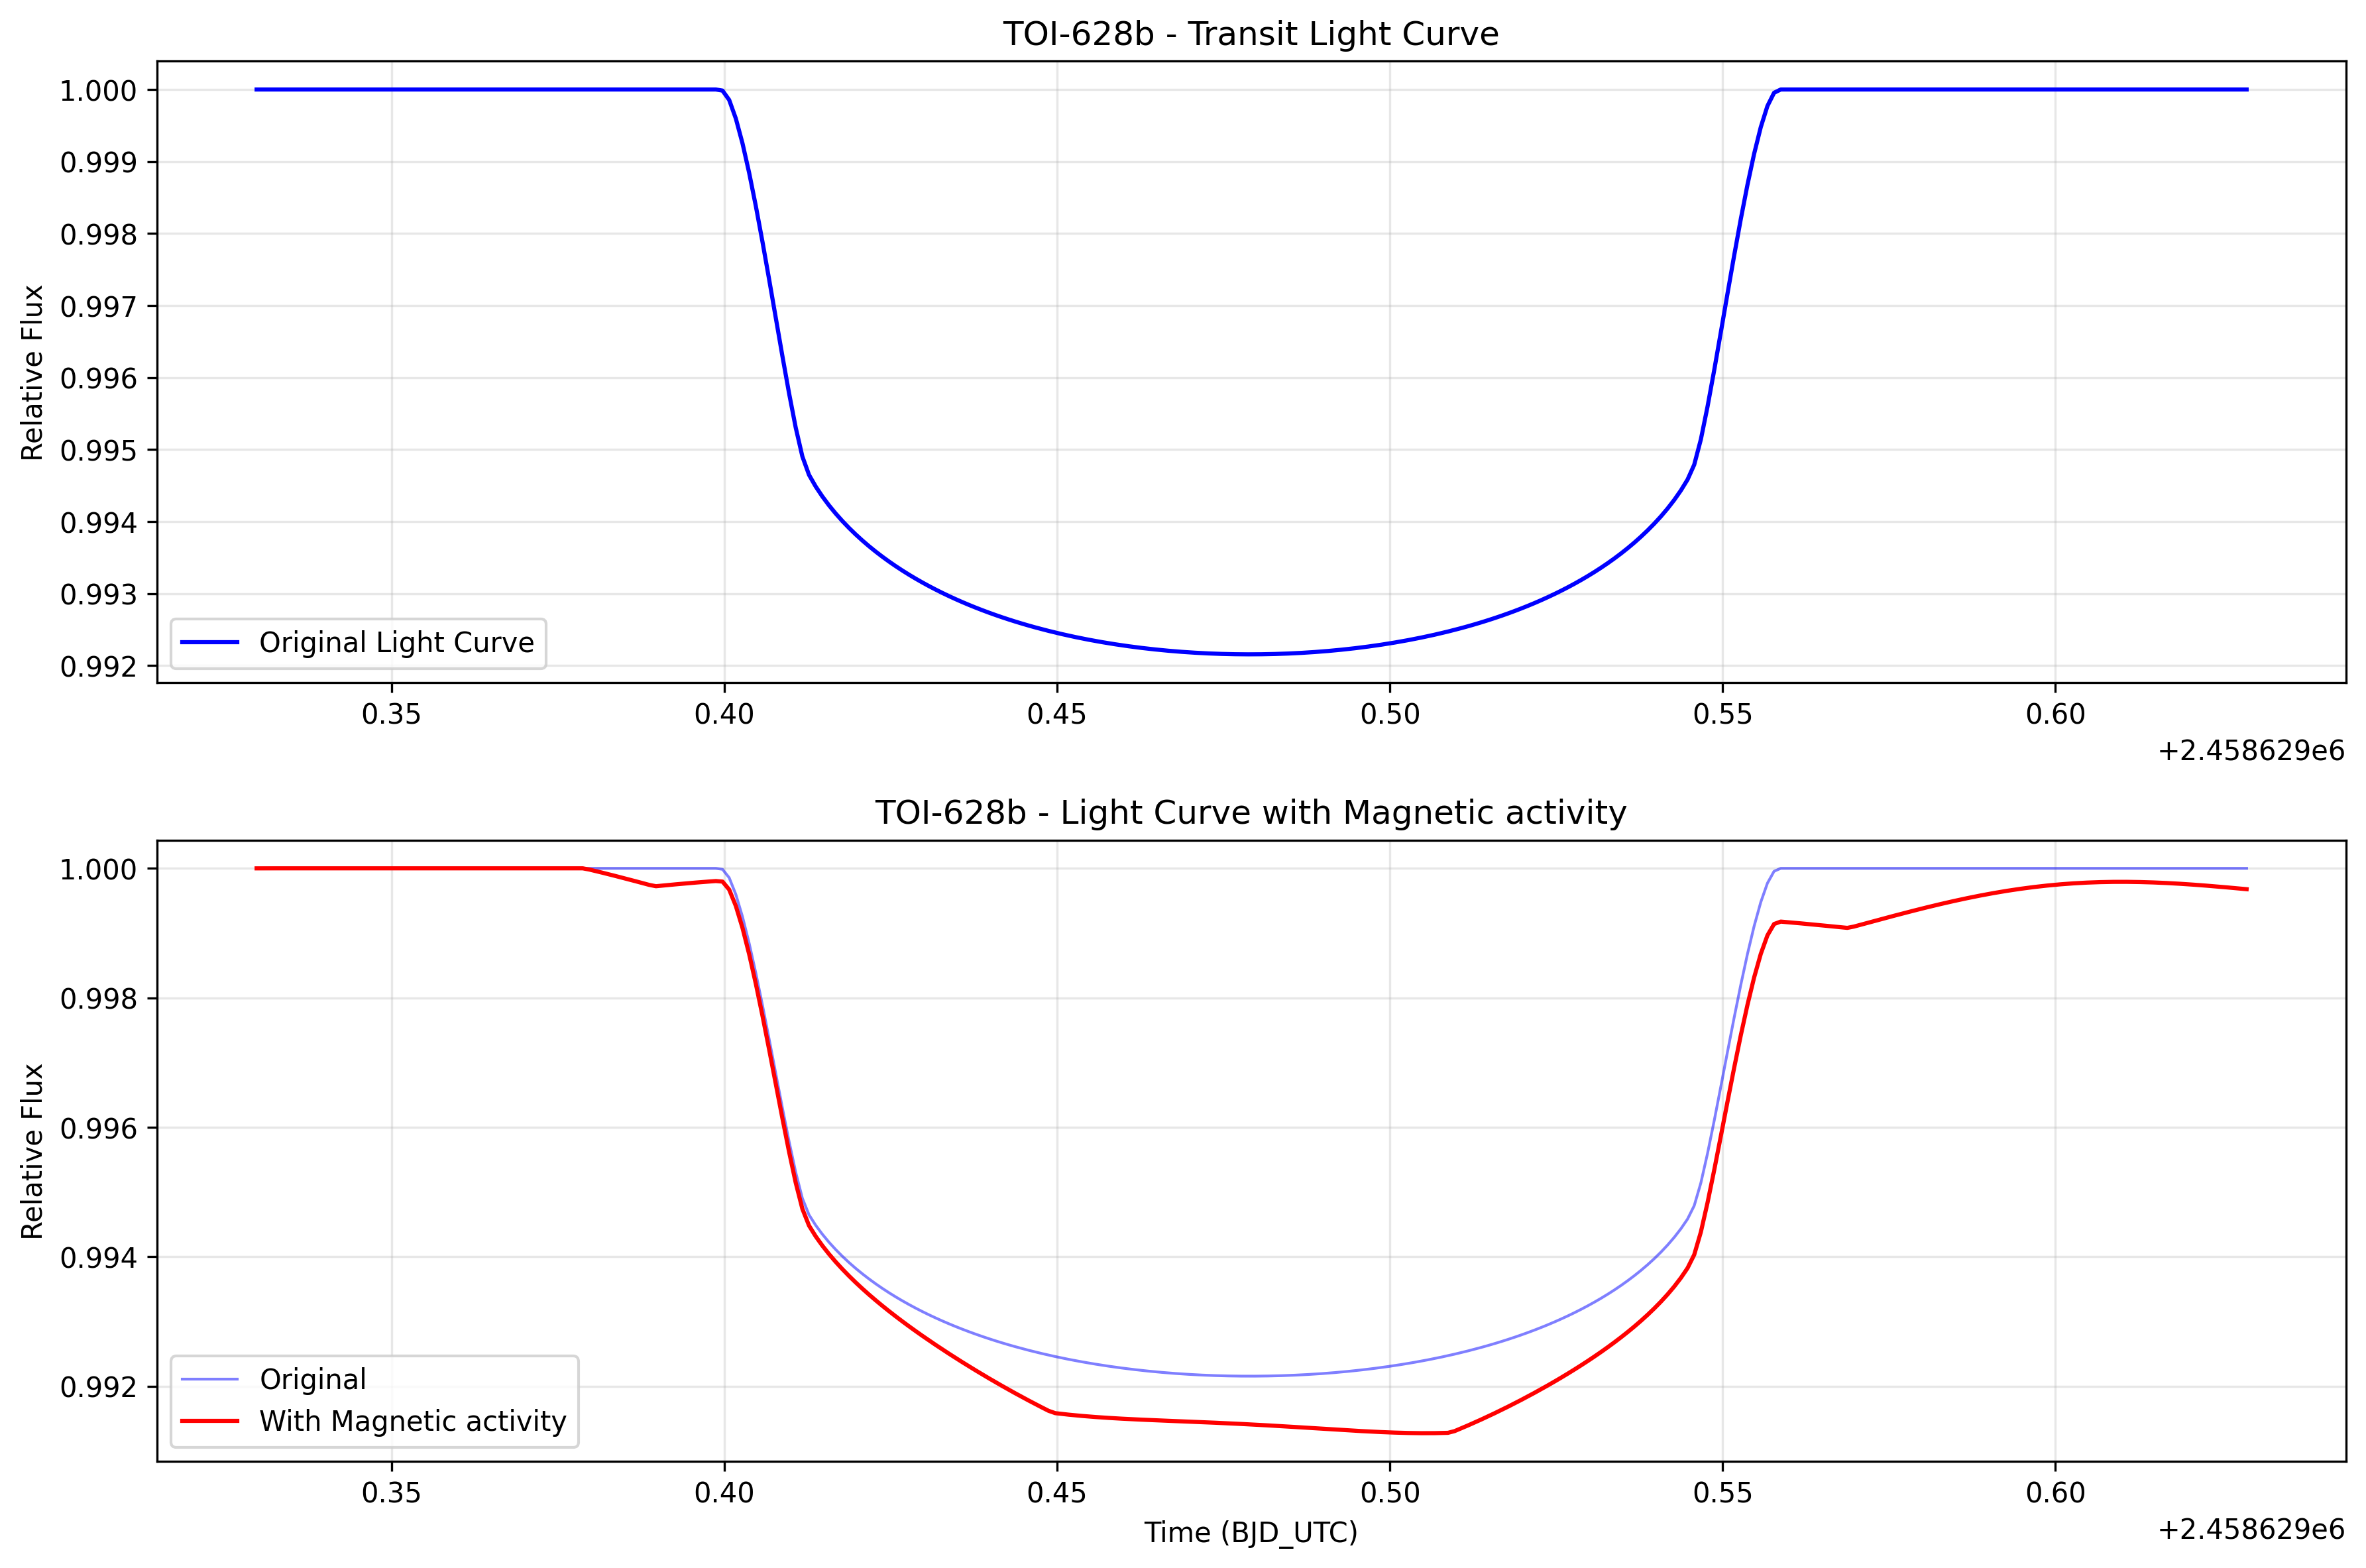 TOI-628b - Transit Light Curve
1.000
0.999
0.998
0.997
0.996
0.995
0.994
0.993
0.992
Relative Flux
Original Light Curve
0.35 0.40 0.45 0.50 0.55 0.60
+2.458629e6
TOI-628b - Light Curve with Magnetic activity
1.000
0.998
0.996
0.994
0.992
Relative Flux
Original
With Magnetic activity
0.35 0.40 0.45 0.50 0.55 0.60
+2.458629e6
Time (BJD_UTC)